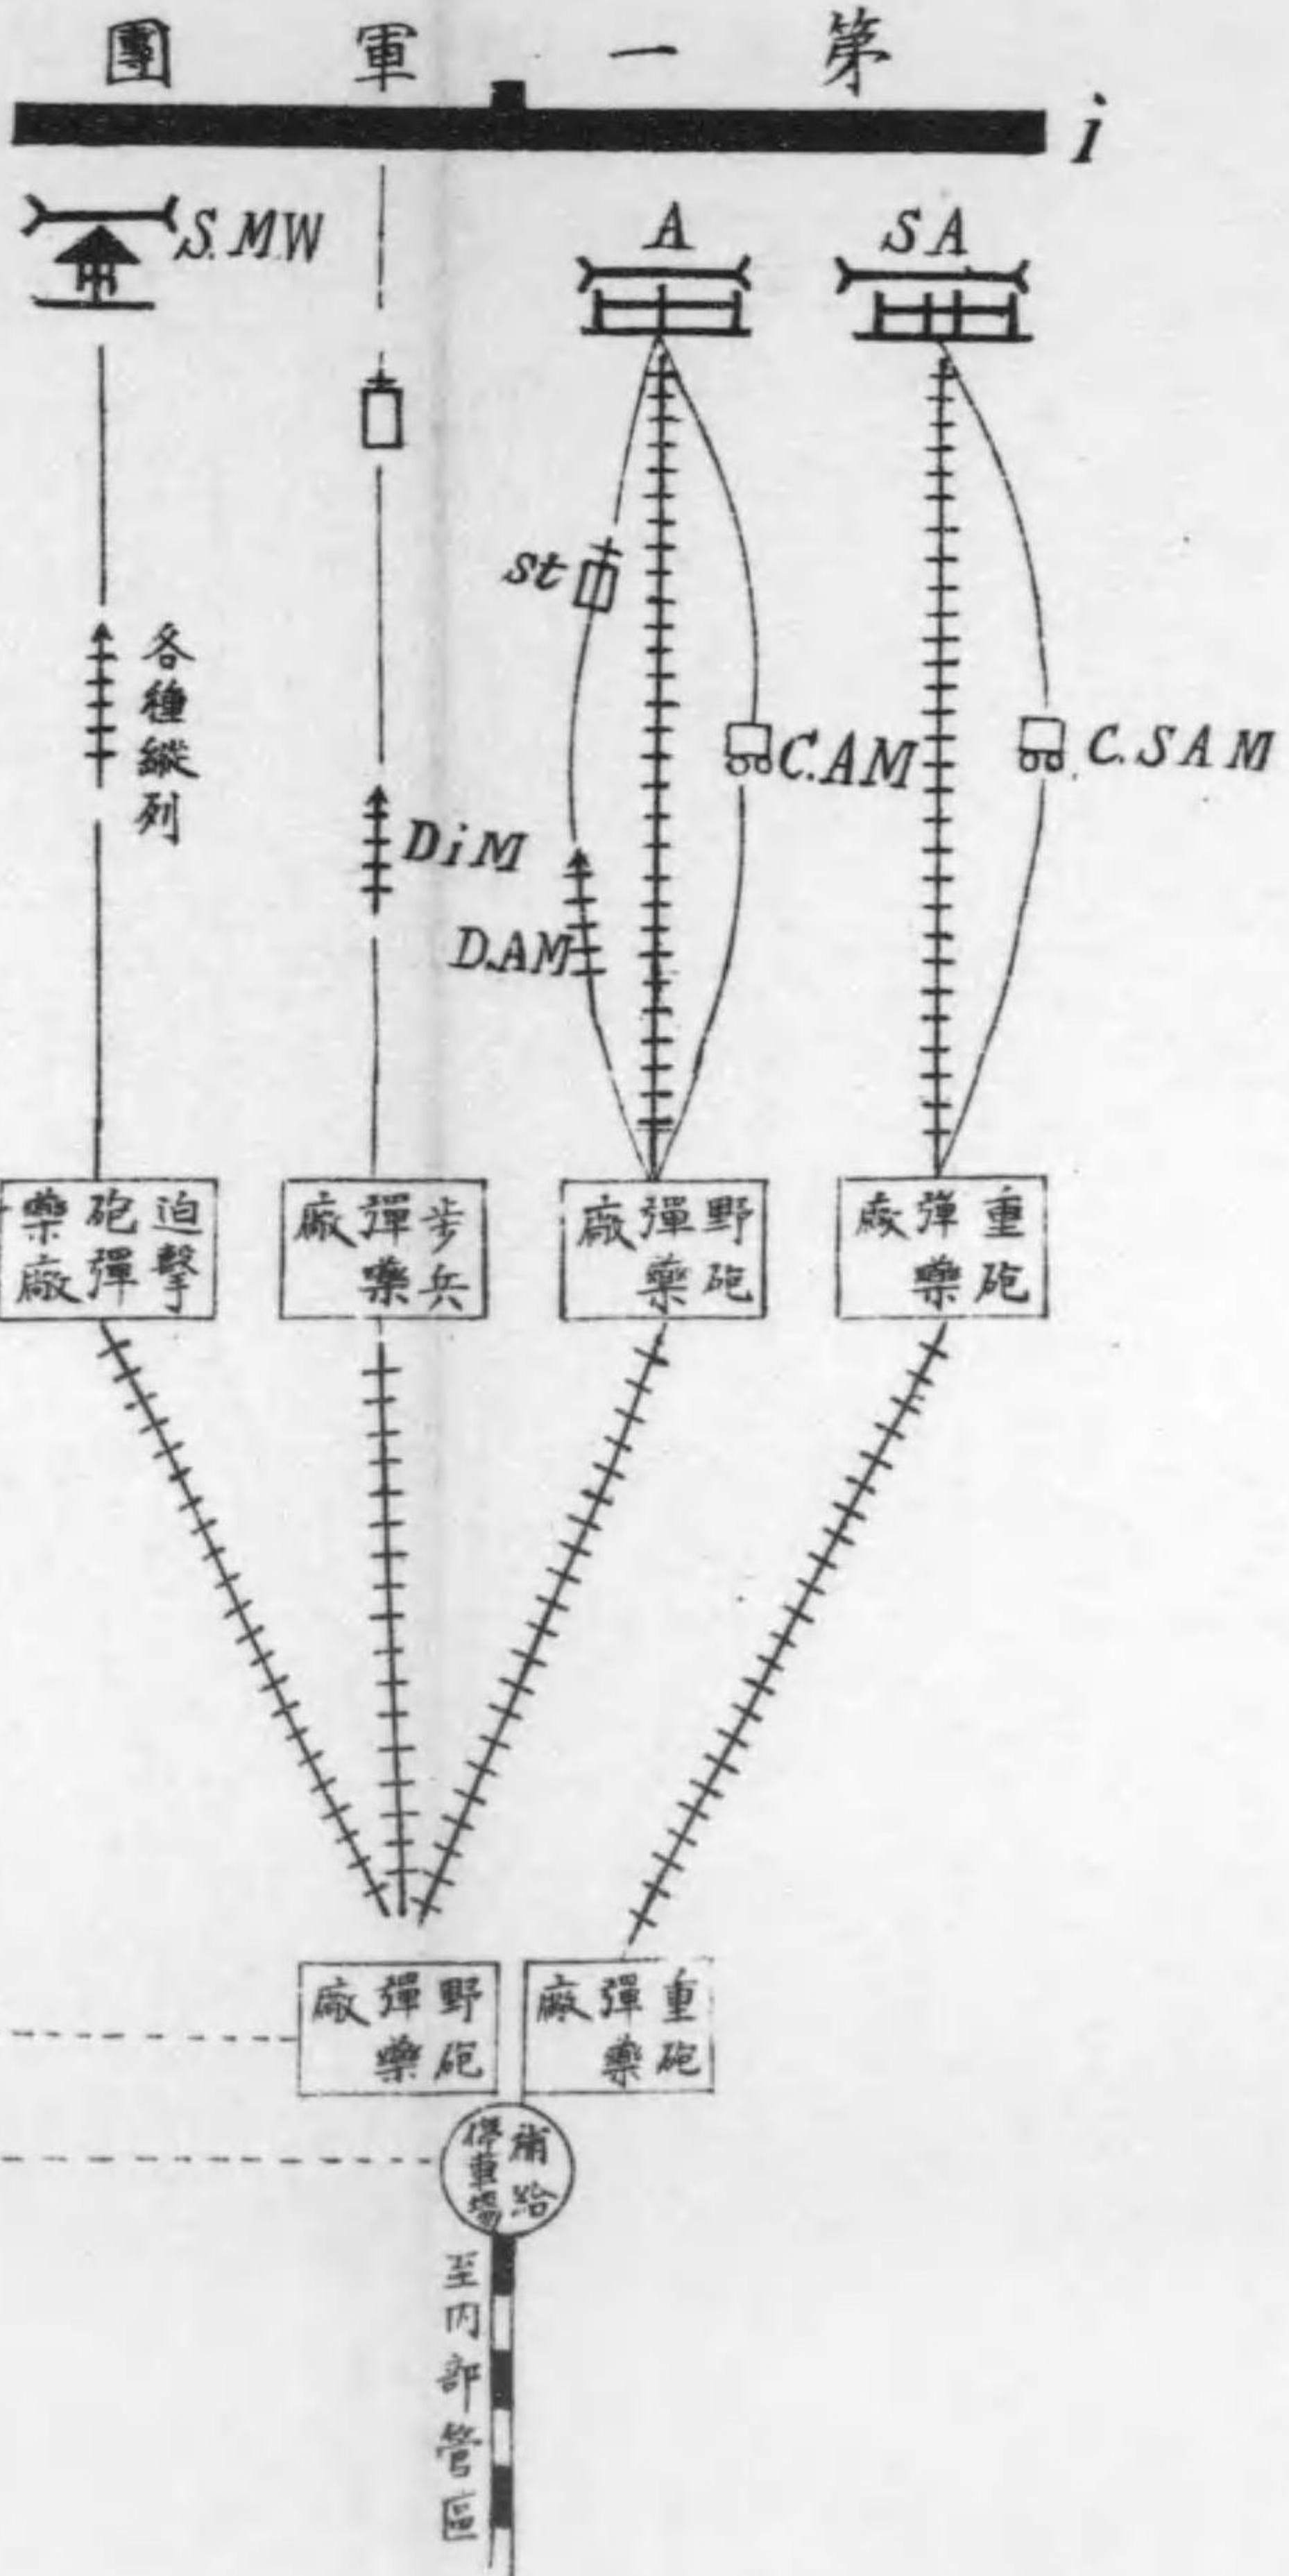 第一軍團
i
S.M.W
A
SA
st
C.AM
C.SAM
各種縱列
DiM
D.AM
重砲彈藥廠
野砲彈藥廠
步兵彈藥廠
迫擊砲彈藥廠
重砲彈藥廠
野砲彈藥廠
補給停車場
至內部管區